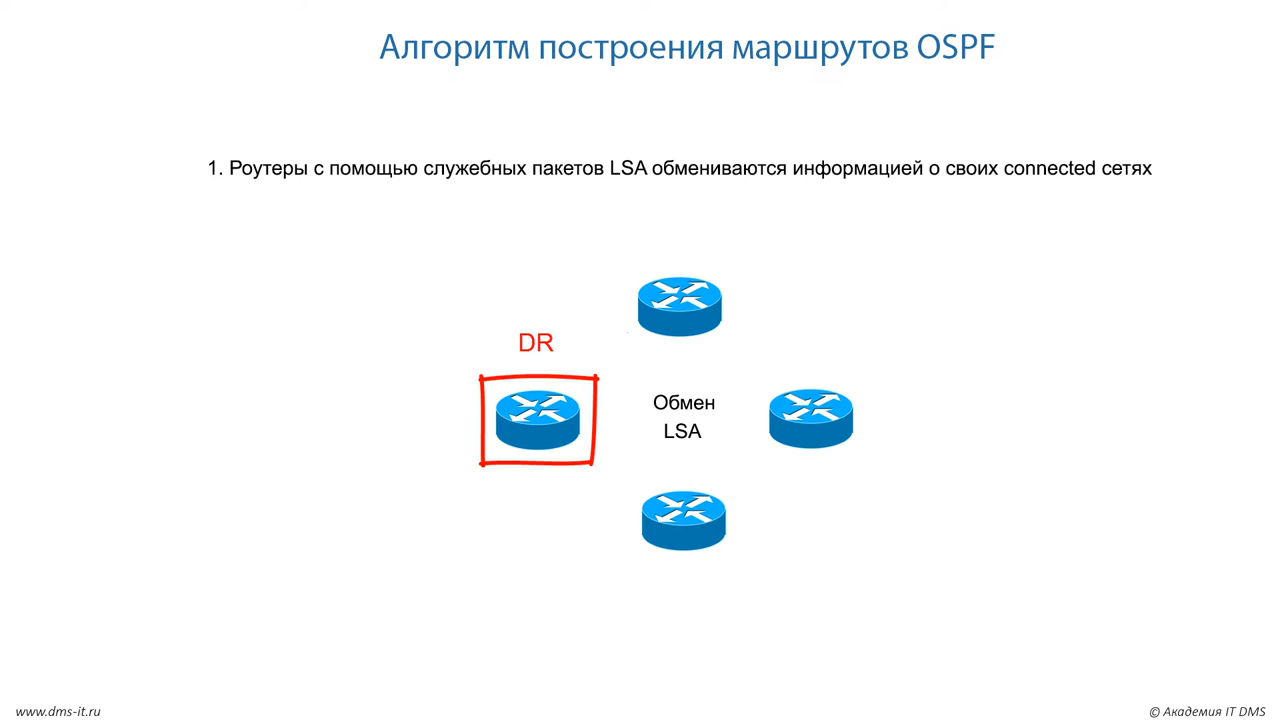 Алгоритм построения маршрутов OSPF
1. Роутеры с помощью служебных пакетов LSA обмениваются информацией о своих connected сетях
DR
Обмен
LSA
www.dms-it.ru
© Академия IT DMS